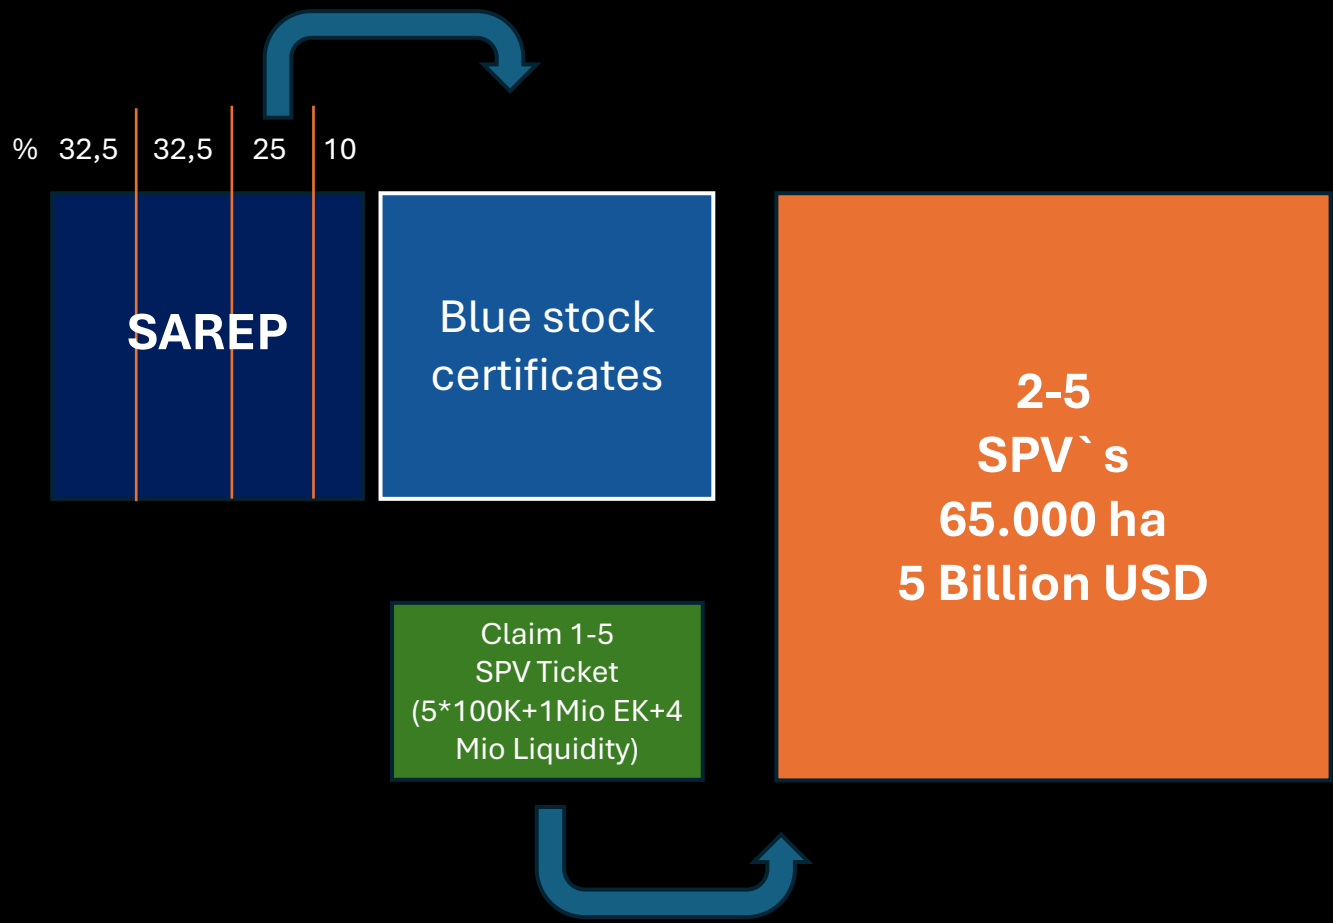 % 32,5 32,5 25 10
SAREP
Blue stock
certificates
2-5
SPV`s
65.000 ha
5 Billion USD
Claim 1-5
SPV Ticket
(5*100K+1Mio EK+4
Mio Liquidity)